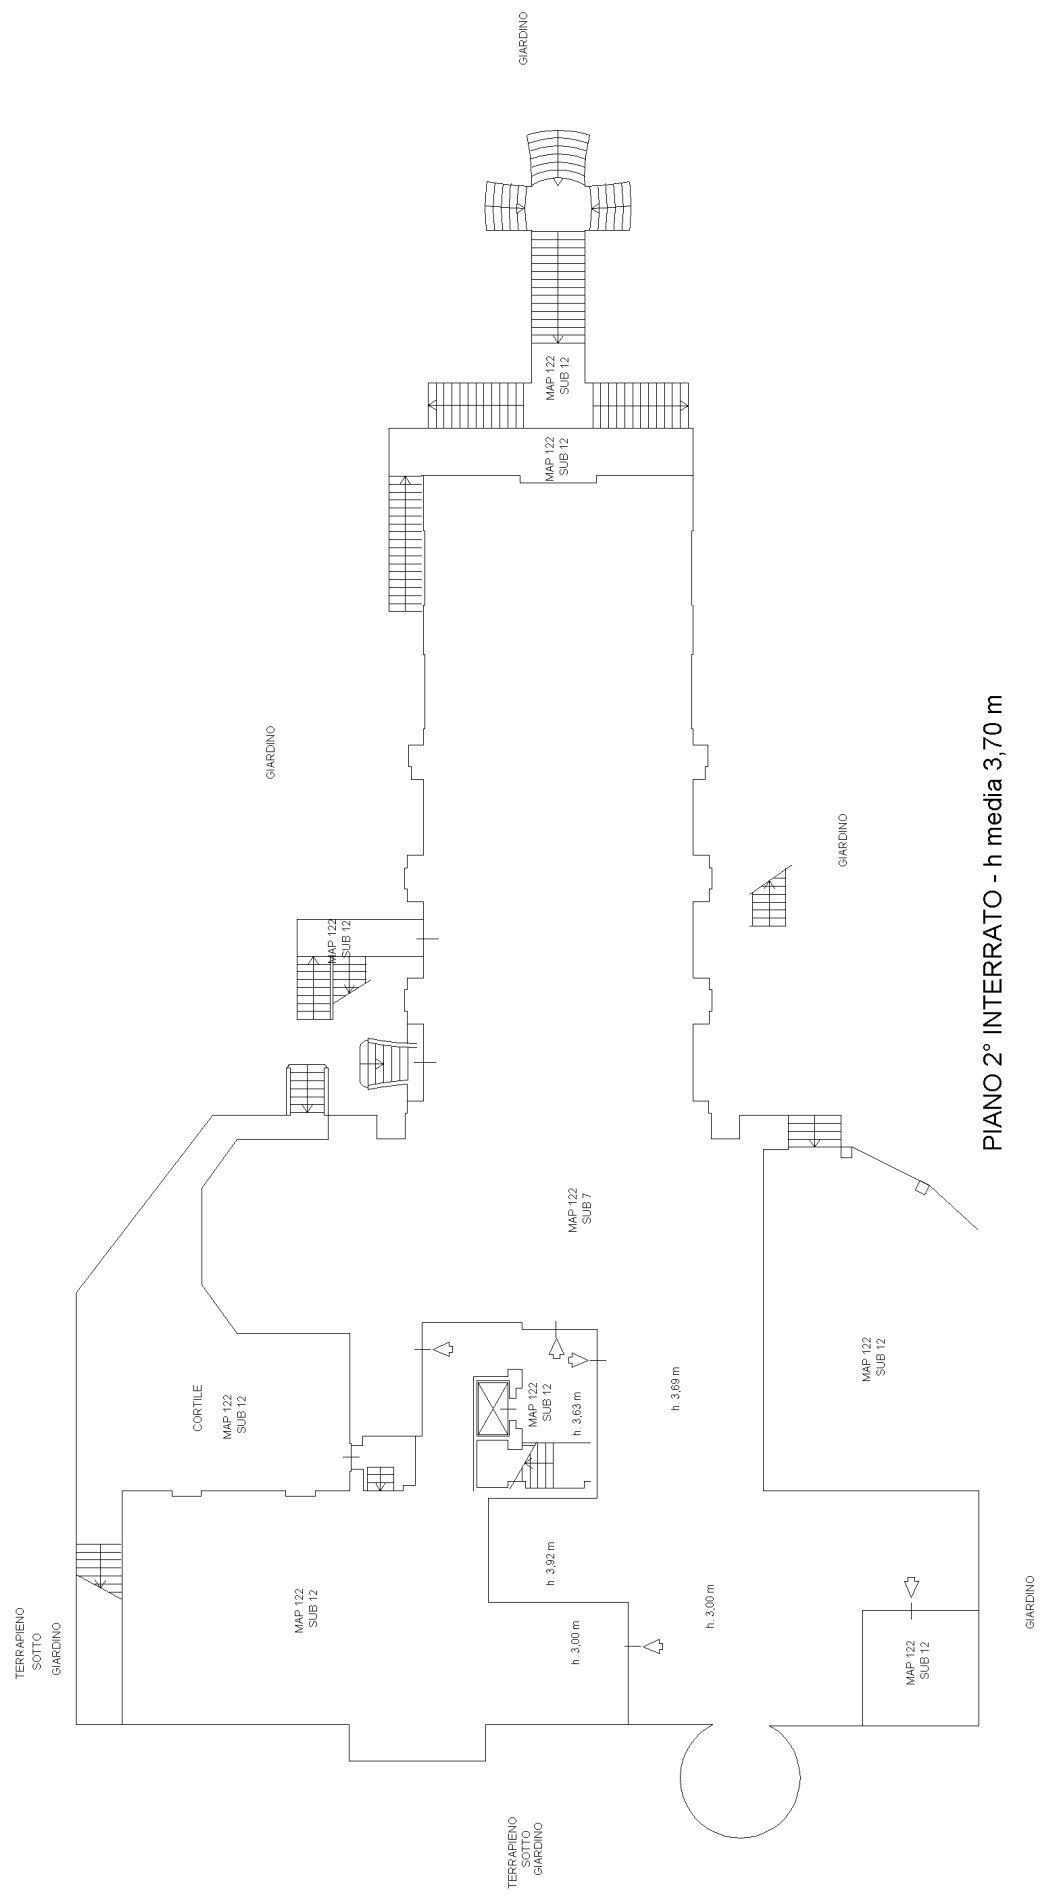 GIARDINO
MAP 122
SUB 12
MAP 122
SUB 12
GIARDINO
PIANO 2° INTERRATO - h media 3,70 m
GIARDINO
MAP 122
SUB 12
MAP 122
SUB 7
MAP 122
SUB 12
CORTILE
MAP 122
SUB 12
MAP 122
SUB 12
h. 3,63 m
h. 3,69 m
h. 3,92 m
h. 3,00 m
h. 3,00 m
MAP 122
SUB 12
MAP 122
SUB 12
GIARDINO
TERRAPIENO
SOTTO
GIARDINO
TERRAPIENO
SOTTO
GIARDINO